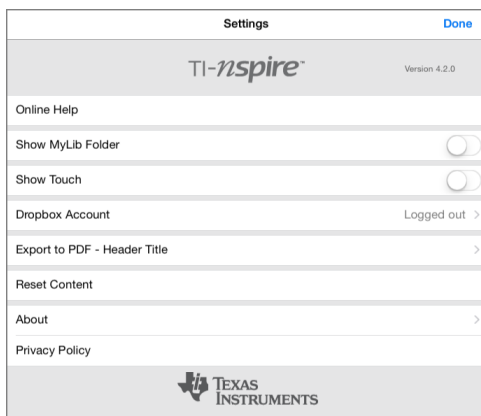 Settings Done
TI-nspire™ Version 4.2.0
Online Help
Show MyLib Folder
Show Touch
Dropbox Account Logged out >
Export to PDF - Header Title >
Reset Content
About >
Privacy Policy
TEXAS
INSTRUMENTS